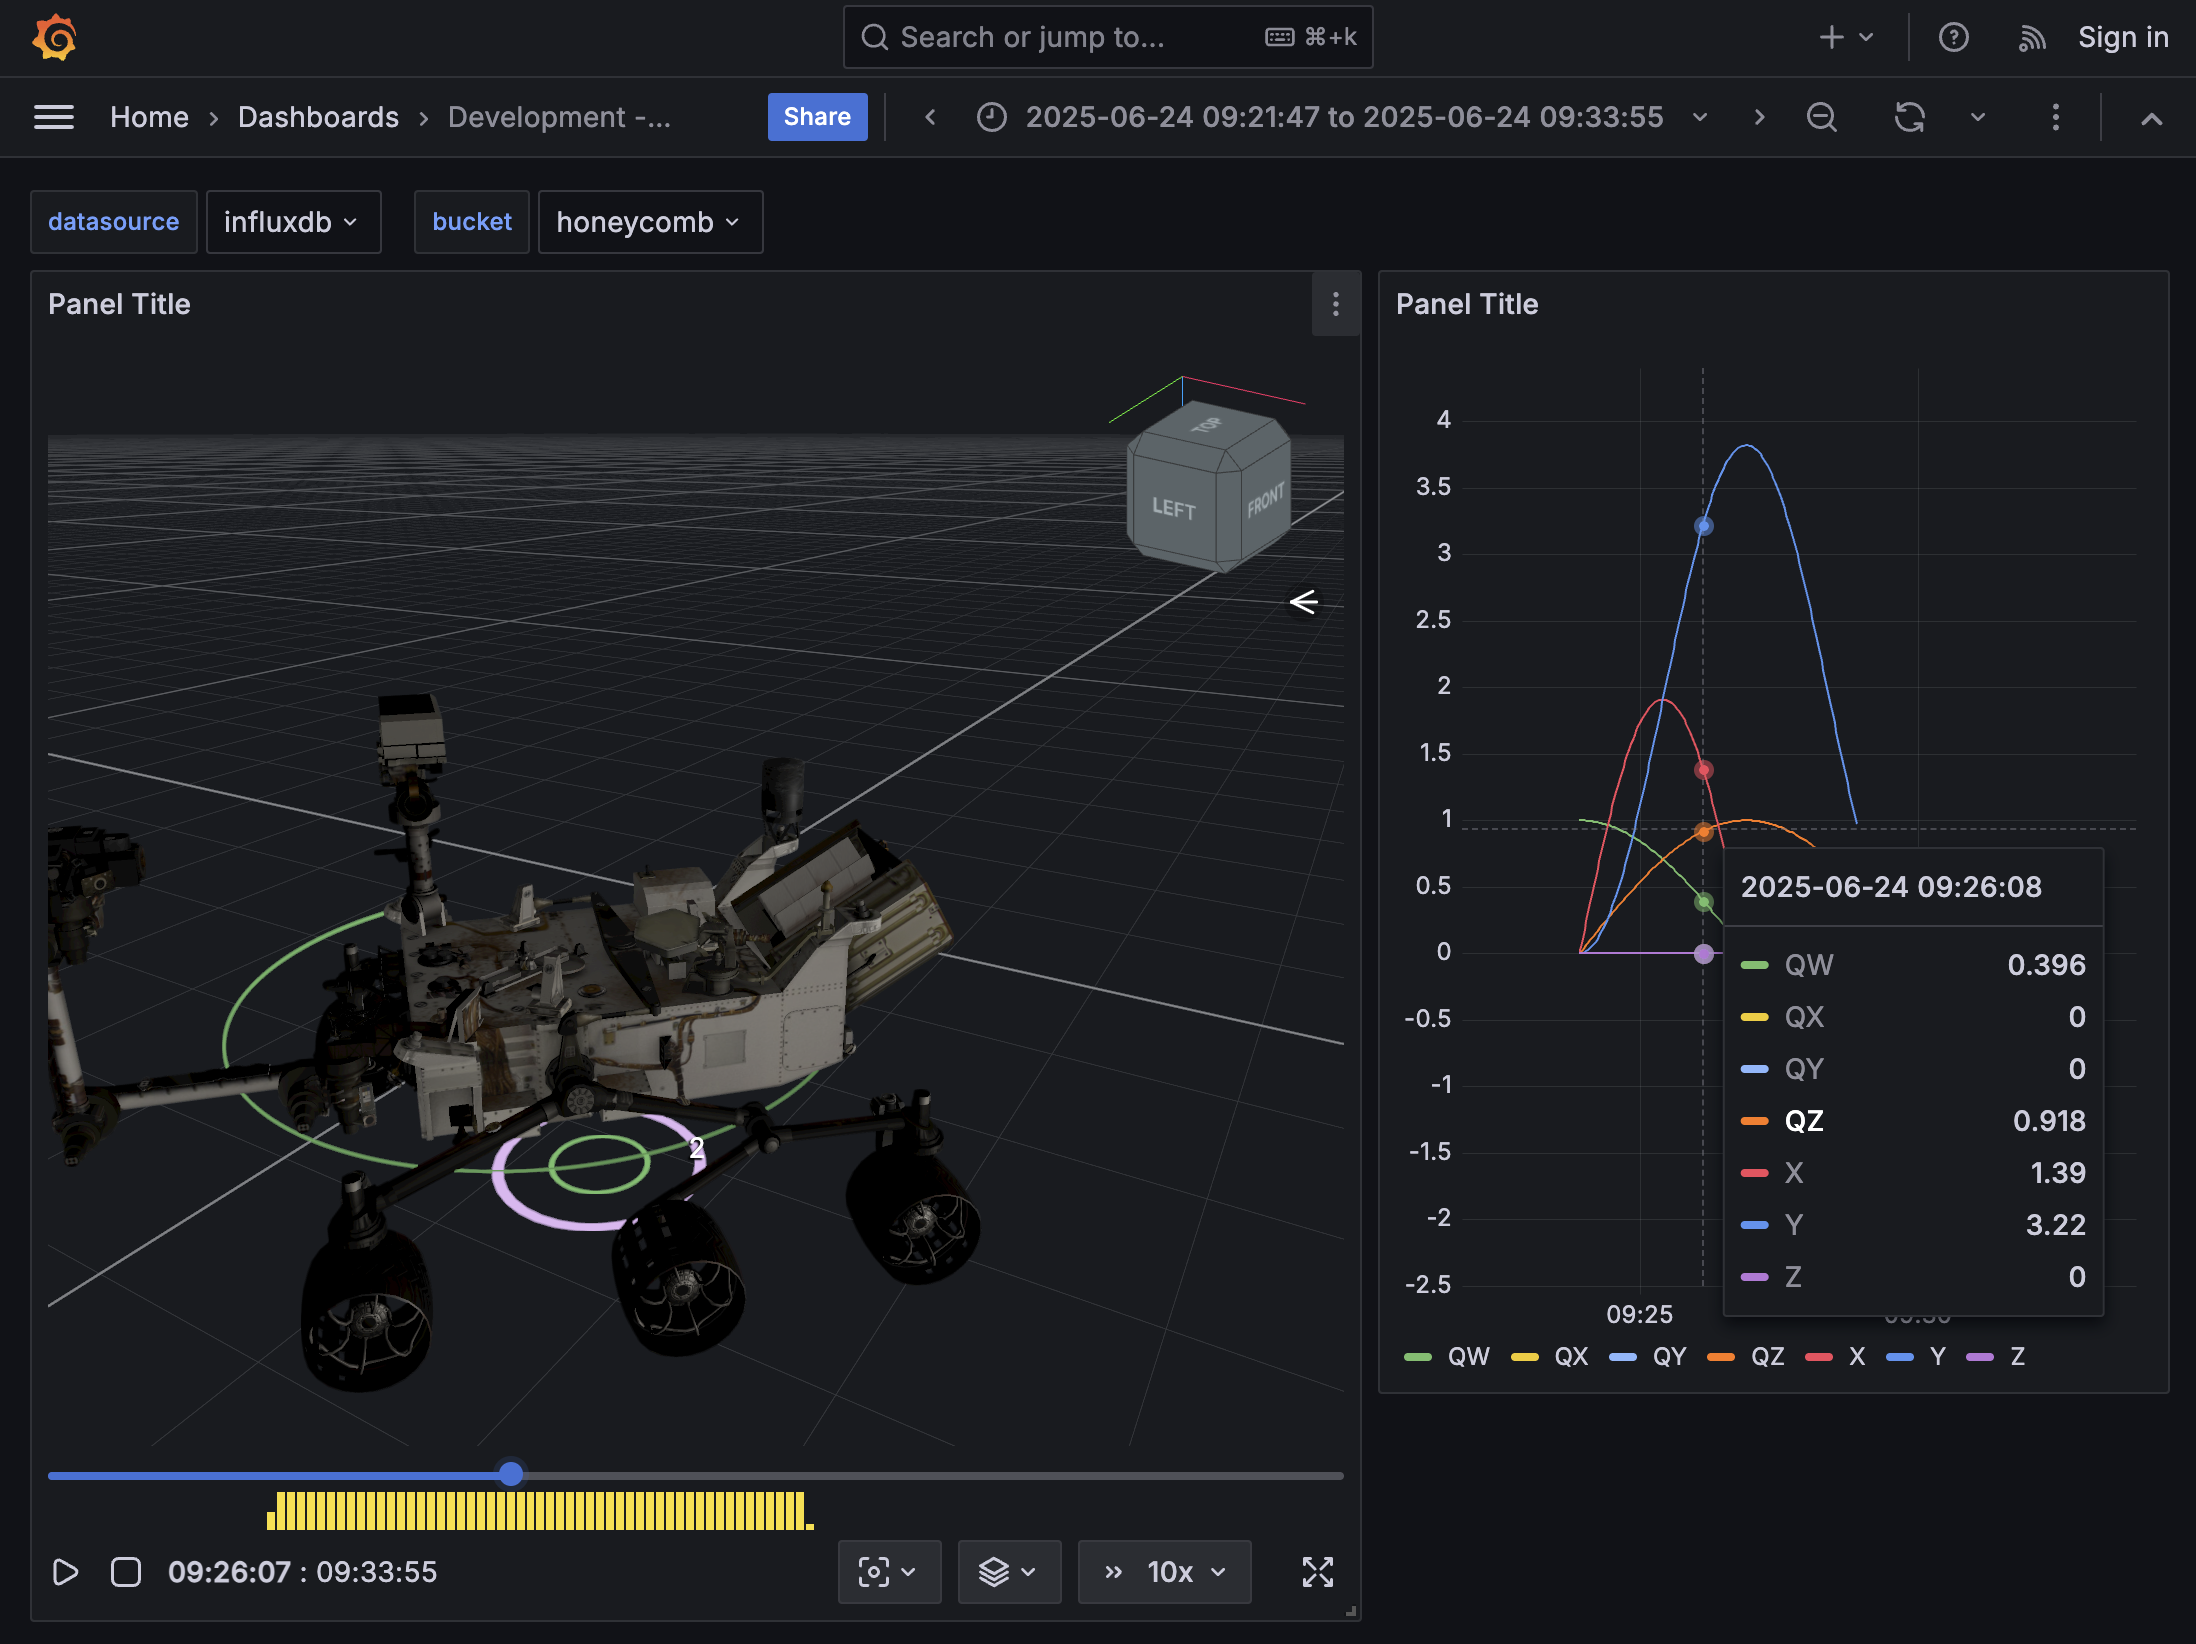 Search or jump to... ⌘+k
Sign in
Home › Dashboards › Development -...
Share
2025-06-24 09:21:47 to 2025-06-24 09:33:55
datasource
influxdb
bucket
honeycomb
Panel Title
TOP
LEFT
FRONT
2
09:26:07 : 09:33:55
10x
Panel Title
4
3.5
3
2.5
2
1.5
1
0.5
0
-0.5
-1
-1.5
-2
-2.5
09:25
2025-06-24 09:26:08
QW 0.396
QX 0
QY 0
QZ 0.918
X 1.39
Y 3.22
Z 0
QW QX QY QZ X Y Z